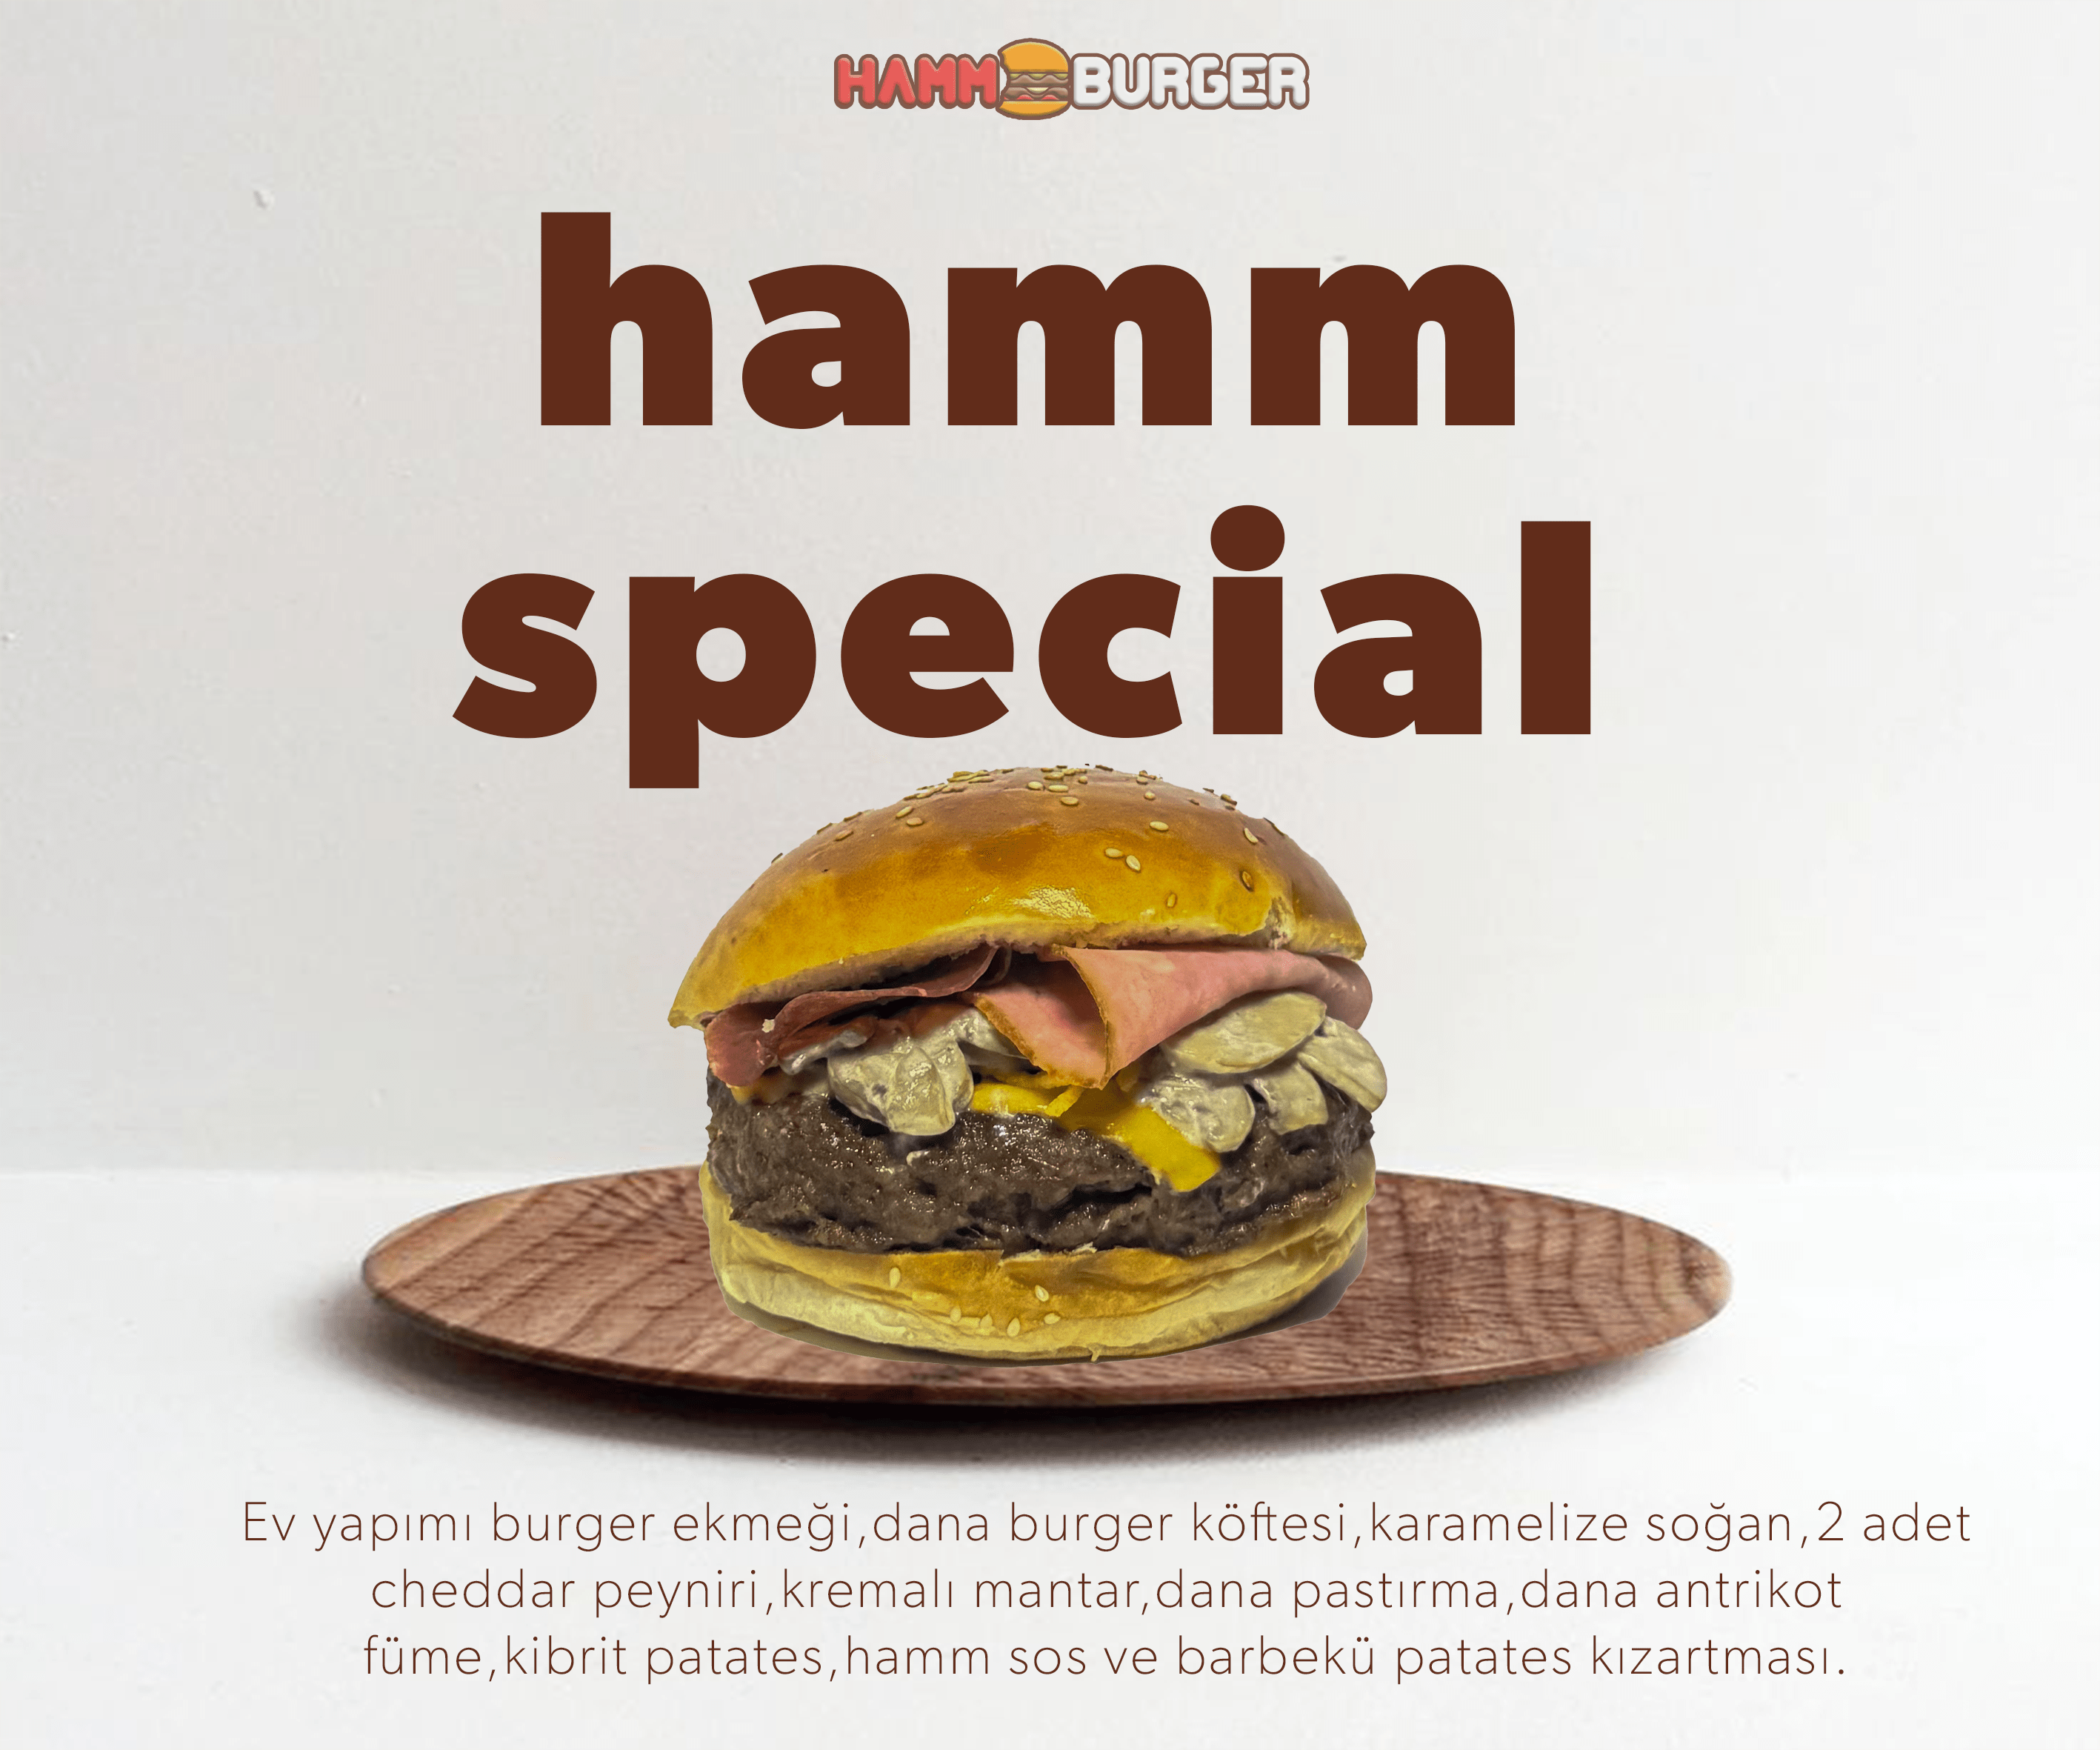 HAMM BURGER
hamm
special
Ev yapımı burger ekmeği,dana burger köftesi,karamelize soğan,2 adet
cheddar peyniri,kremalı mantar,dana pastırma,dana antrikot
füme,kibrit patates,hamm sos ve barbekü patates kızartması.